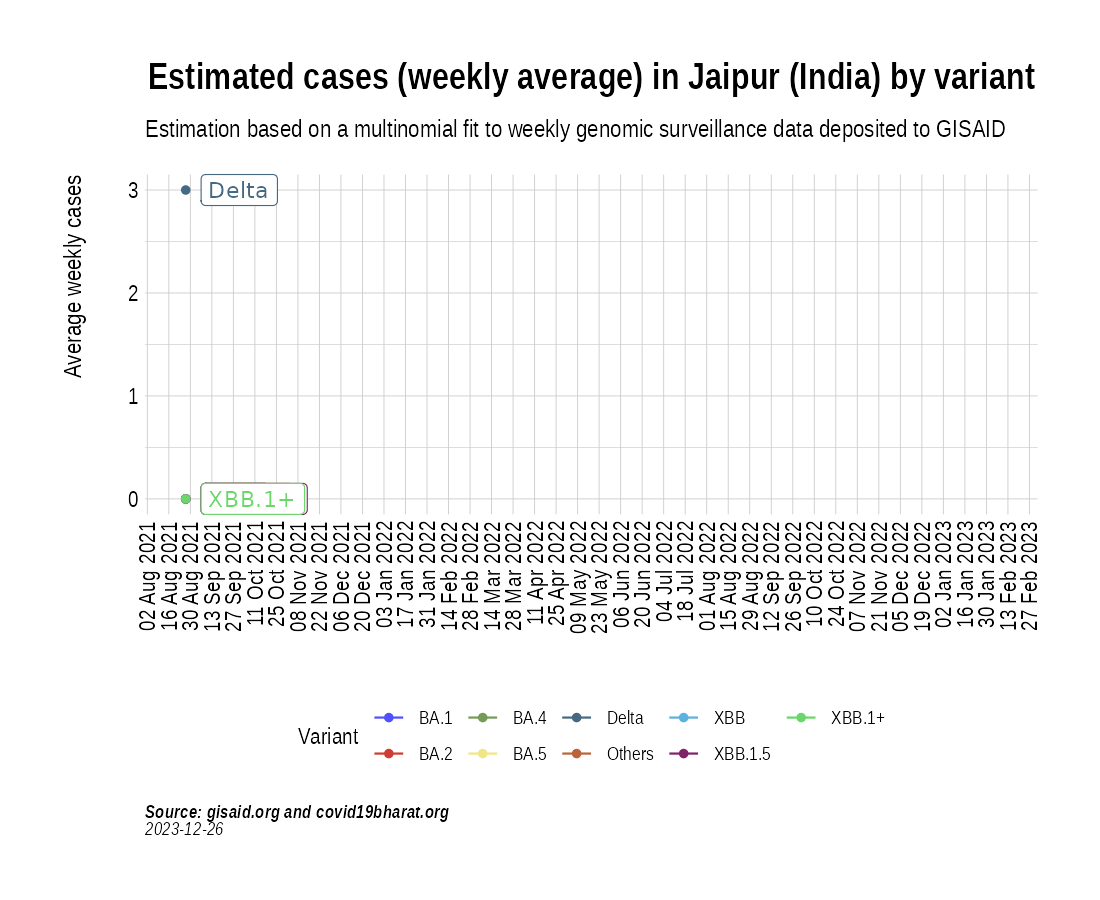 Estimated cases (weekly average) in Jaipur (India) by variant
Estimation based on a multinomial fit to weekly genomic surveillance data deposited to GISAID
Average weekly cases
3
2
1
0
Delta
XBB.1+
02 Aug 2021
16 Aug 2021
30 Aug 2021
13 Sep 2021
27 Sep 2021
11 Oct 2021
25 Oct 2021
08 Nov 2021
22 Nov 2021
06 Dec 2021
20 Dec 2021
03 Jan 2022
17 Jan 2022
31 Jan 2022
14 Feb 2022
28 Feb 2022
14 Mar 2022
28 Mar 2022
11 Apr 2022
25 Apr 2022
09 May 2022
23 May 2022
06 Jun 2022
20 Jun 2022
04 Jul 2022
18 Jul 2022
01 Aug 2022
15 Aug 2022
29 Aug 2022
12 Sep 2022
26 Sep 2022
10 Oct 2022
24 Oct 2022
07 Nov 2022
21 Nov 2022
05 Dec 2022
19 Dec 2022
02 Jan 2023
16 Jan 2023
30 Jan 2023
13 Feb 2023
27 Feb 2023
Variant
BA.1 BA.4 Delta XBB XBB.1+
BA.2 BA.5 Others XBB.1.5
Source: gisaid.org and covid19bharat.org
2023-12-26